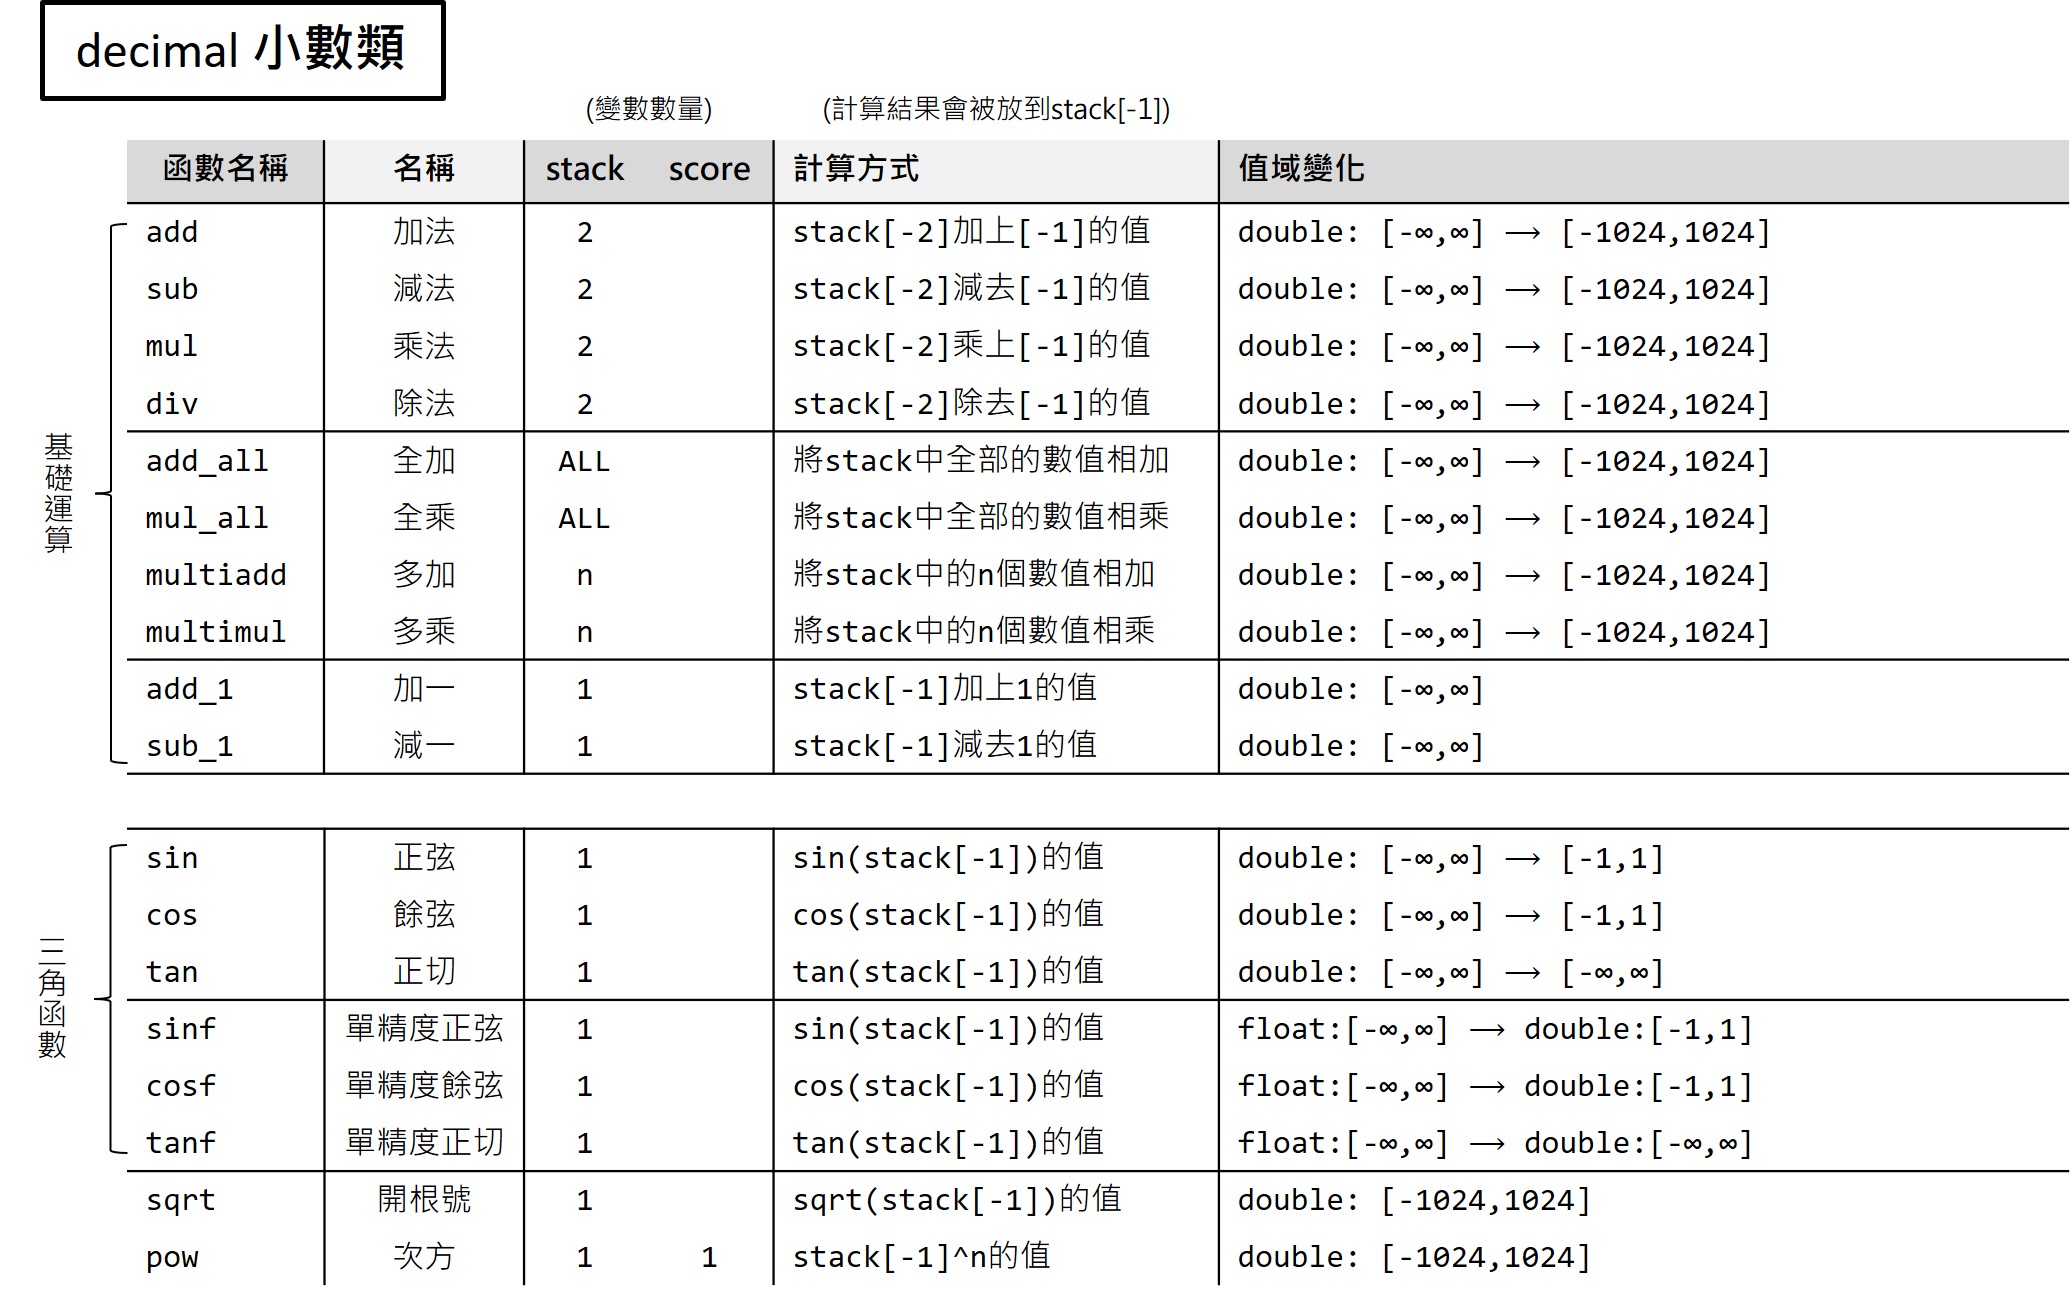 decimal 小數類
(變數數量) (計算結果會被放到stack[-1])
函數名稱 名稱 stack score 計算方式 值域變化
基礎運算
add 加法 2 stack[-2]加上[-1]的值 double: [-∞,∞] ⟶ [-1024,1024]
sub 減法 2 stack[-2]減去[-1]的值 double: [-∞,∞] ⟶ [-1024,1024]
mul 乘法 2 stack[-2]乘上[-1]的值 double: [-∞,∞] ⟶ [-1024,1024]
div 除法 2 stack[-2]除去[-1]的值 double: [-∞,∞] ⟶ [-1024,1024]
add_all 全加 ALL 將stack中全部的數值相加 double: [-∞,∞] ⟶ [-1024,1024]
mul_all 全乘 ALL 將stack中全部的數值相乘 double: [-∞,∞] ⟶ [-1024,1024]
multiadd 多加 n 將stack中的n個數值相加 double: [-∞,∞] ⟶ [-1024,1024]
multimul 多乘 n 將stack中的n個數值相乘 double: [-∞,∞] ⟶ [-1024,1024]
add_1 加一 1 stack[-1]加上1的值 double: [-∞,∞]
sub_1 減一 1 stack[-1]減去1的值 double: [-∞,∞]
三角函數
sin 正弦 1 sin(stack[-1])的值 double: [-∞,∞] ⟶ [-1,1]
cos 餘弦 1 cos(stack[-1])的值 double: [-∞,∞] ⟶ [-1,1]
tan 正切 1 tan(stack[-1])的值 double: [-∞,∞] ⟶ [-∞,∞]
sinf 單精度正弦 1 sin(stack[-1])的值 float:[-∞,∞] ⟶ double:[-1,1]
cosf 單精度餘弦 1 cos(stack[-1])的值 float:[-∞,∞] ⟶ double:[-1,1]
tanf 單精度正切 1 tan(stack[-1])的值 float:[-∞,∞] ⟶ double:[-∞,∞]
sqrt 開根號 1 sqrt(stack[-1])的值 double: [-1024,1024]
pow 次方 1 1 stack[-1]^n的值 double: [-1024,1024]